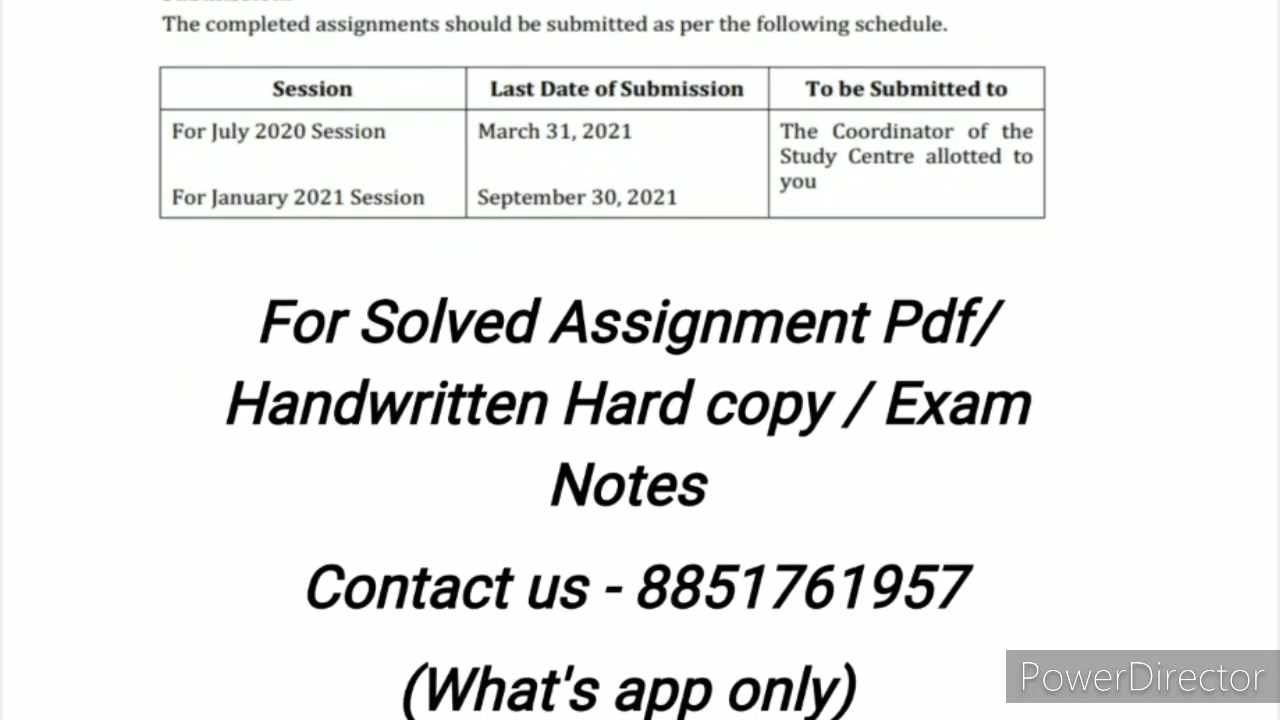 The completed assignments should be submitted as per the following schedule.
Session Last Date of Submission To be Submitted to
For July 2020 Session March 31, 2021 The Coordinator of the
Study Centre allotted to
you
For January 2021 Session September 30, 2021
For Solved Assignment Pdf/
Handwritten Hard copy / Exam
Notes
Contact us - 8851761957
(What's app only)
PowerDirector